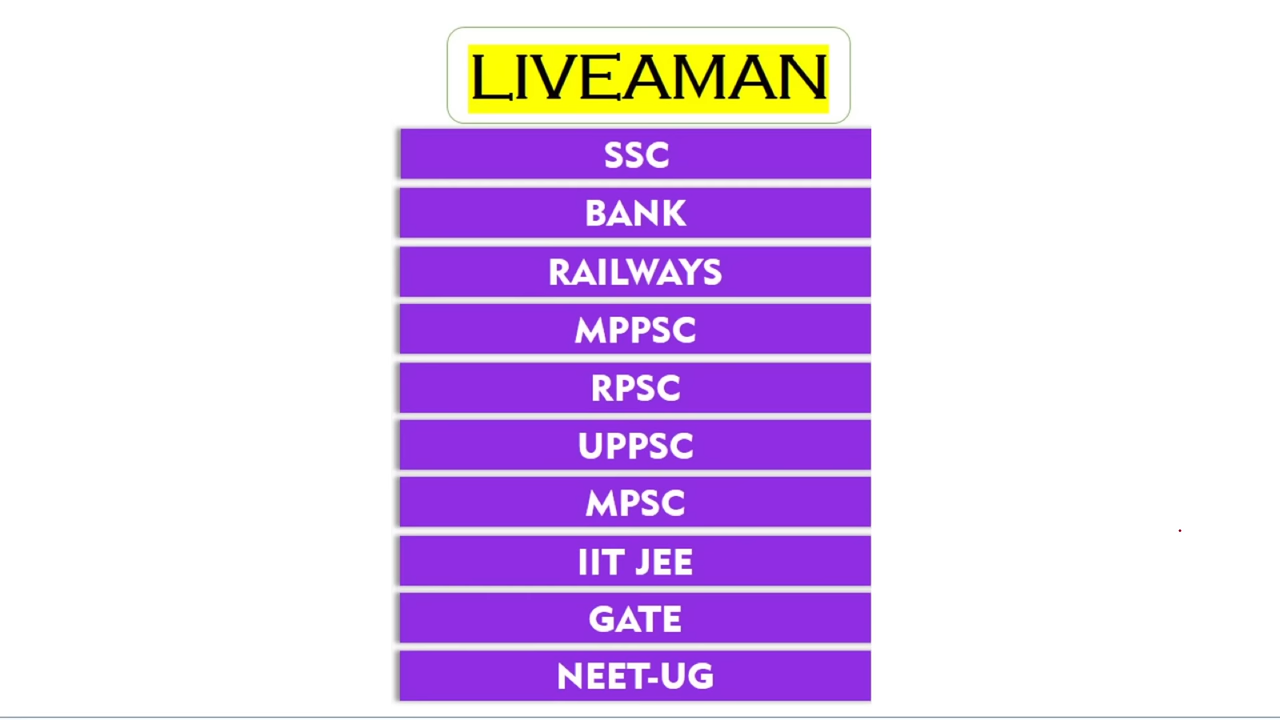 LIVEAMAN
SSC
BANK
RAILWAYS
MPPSC
RPSC
UPPSC
MPSC
IIT JEE
GATE
NEET-UG